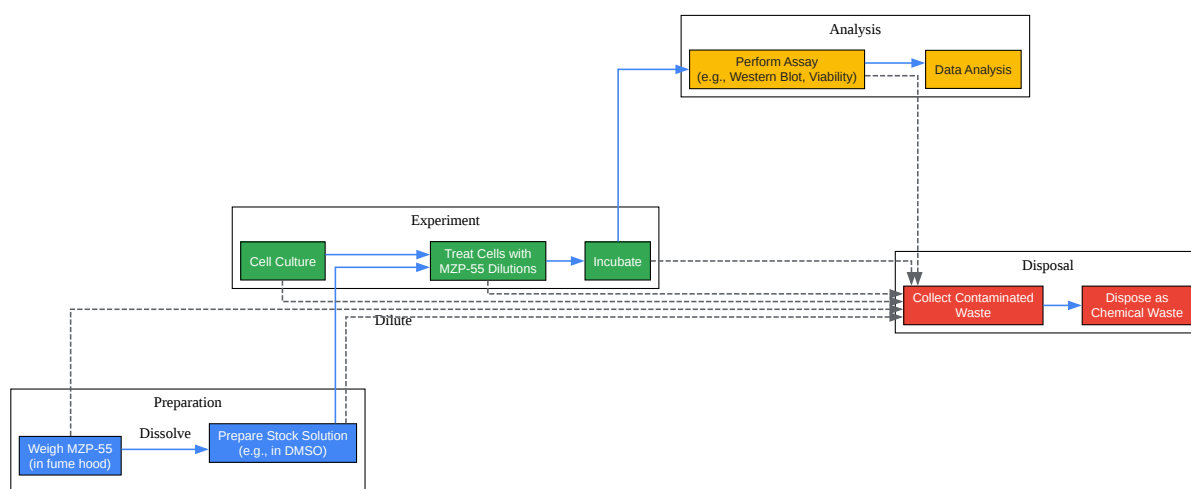 Analysis
Perform Assay
(e.g., Western Blot, Viability)
Data Analysis
Experiment
Cell Culture
Treat Cells with
MZP-55 Dilutions
Incubate
Disposal
Collect Contaminated
Waste
Dispose as
Chemical Waste
Dilute
Preparation
Weigh MZP-55
(in fume hood)
Dissolve
Prepare Stock Solution
(e.g., in DMSO)